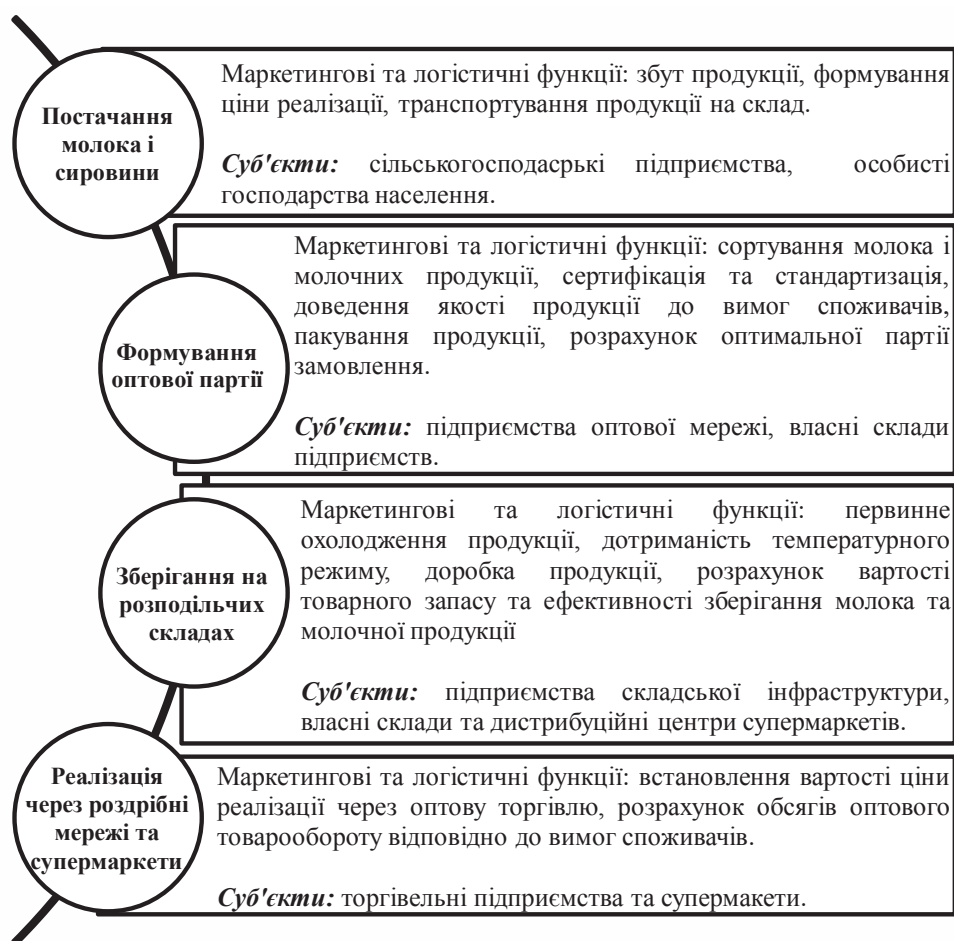 Постачання
молока і
сировини
Маркетингові та логістичні функції: збут продукції, формування
ціни реалізації, транспортування продукції на склад.
Суб'єкти: сільськогосподасрькі підприємства, особисті
господарства населення.
Формування
оптової партії
Маркетингові та логістичні функції: сортування молока і
молочних продукції, сертифікація та стандартизація,
доведення якості продукції до вимог споживачів,
пакування продукції, розрахунок оптимальної партії
замовлення.
Суб'єкти: підприємства оптової мережі, власні склади
підприємств.
Зберігання на
розподільчих
складах
Маркетингові та логістичні функції: первинне
охолодження продукції, дотриманість температурного
режиму, доробка продукції, розрахунок вартості
товарного запасу та ефективності зберігання молока та
молочної продукції
Суб'єкти: підприємства складської інфраструктури,
власні склади та дистрибуційні центри супермаркетів.
Реалізація
через роздрібні
мережі та
супермаркети
Маркетингові та логістичні функції: встановлення вартості ціни
реалізації через оптову торгівлю, розрахунок обсягів оптового
товарообороту відповідно до вимог споживачів.
Суб'єкти: торгівельні підприємства та супермакети.